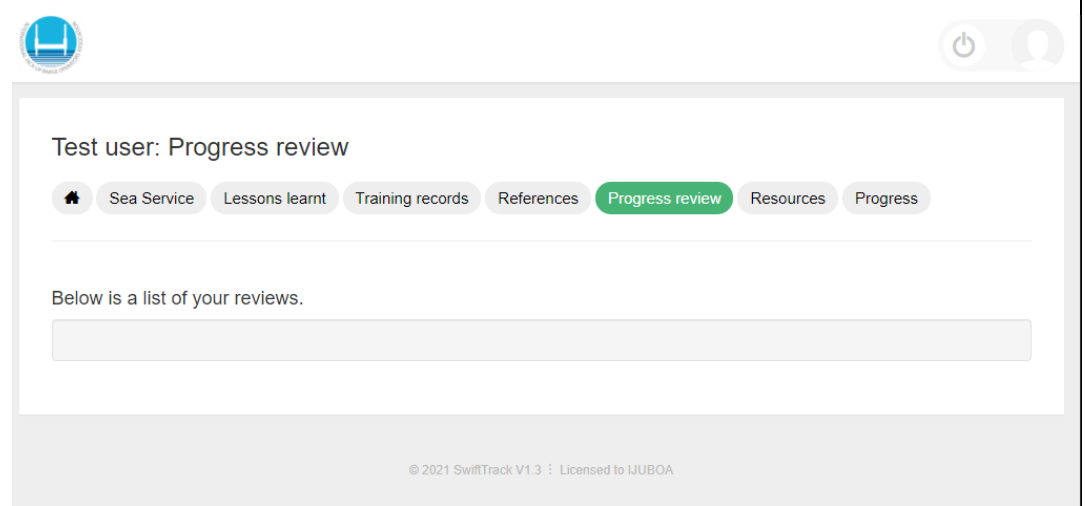 Test user: Progress review
Sea Service Lessons learnt Training records References Progress review Resources Progress
Below is a list of your reviews.
© 2021 SwiftTrack V1.3 ⋮ Licensed to IJUBOA